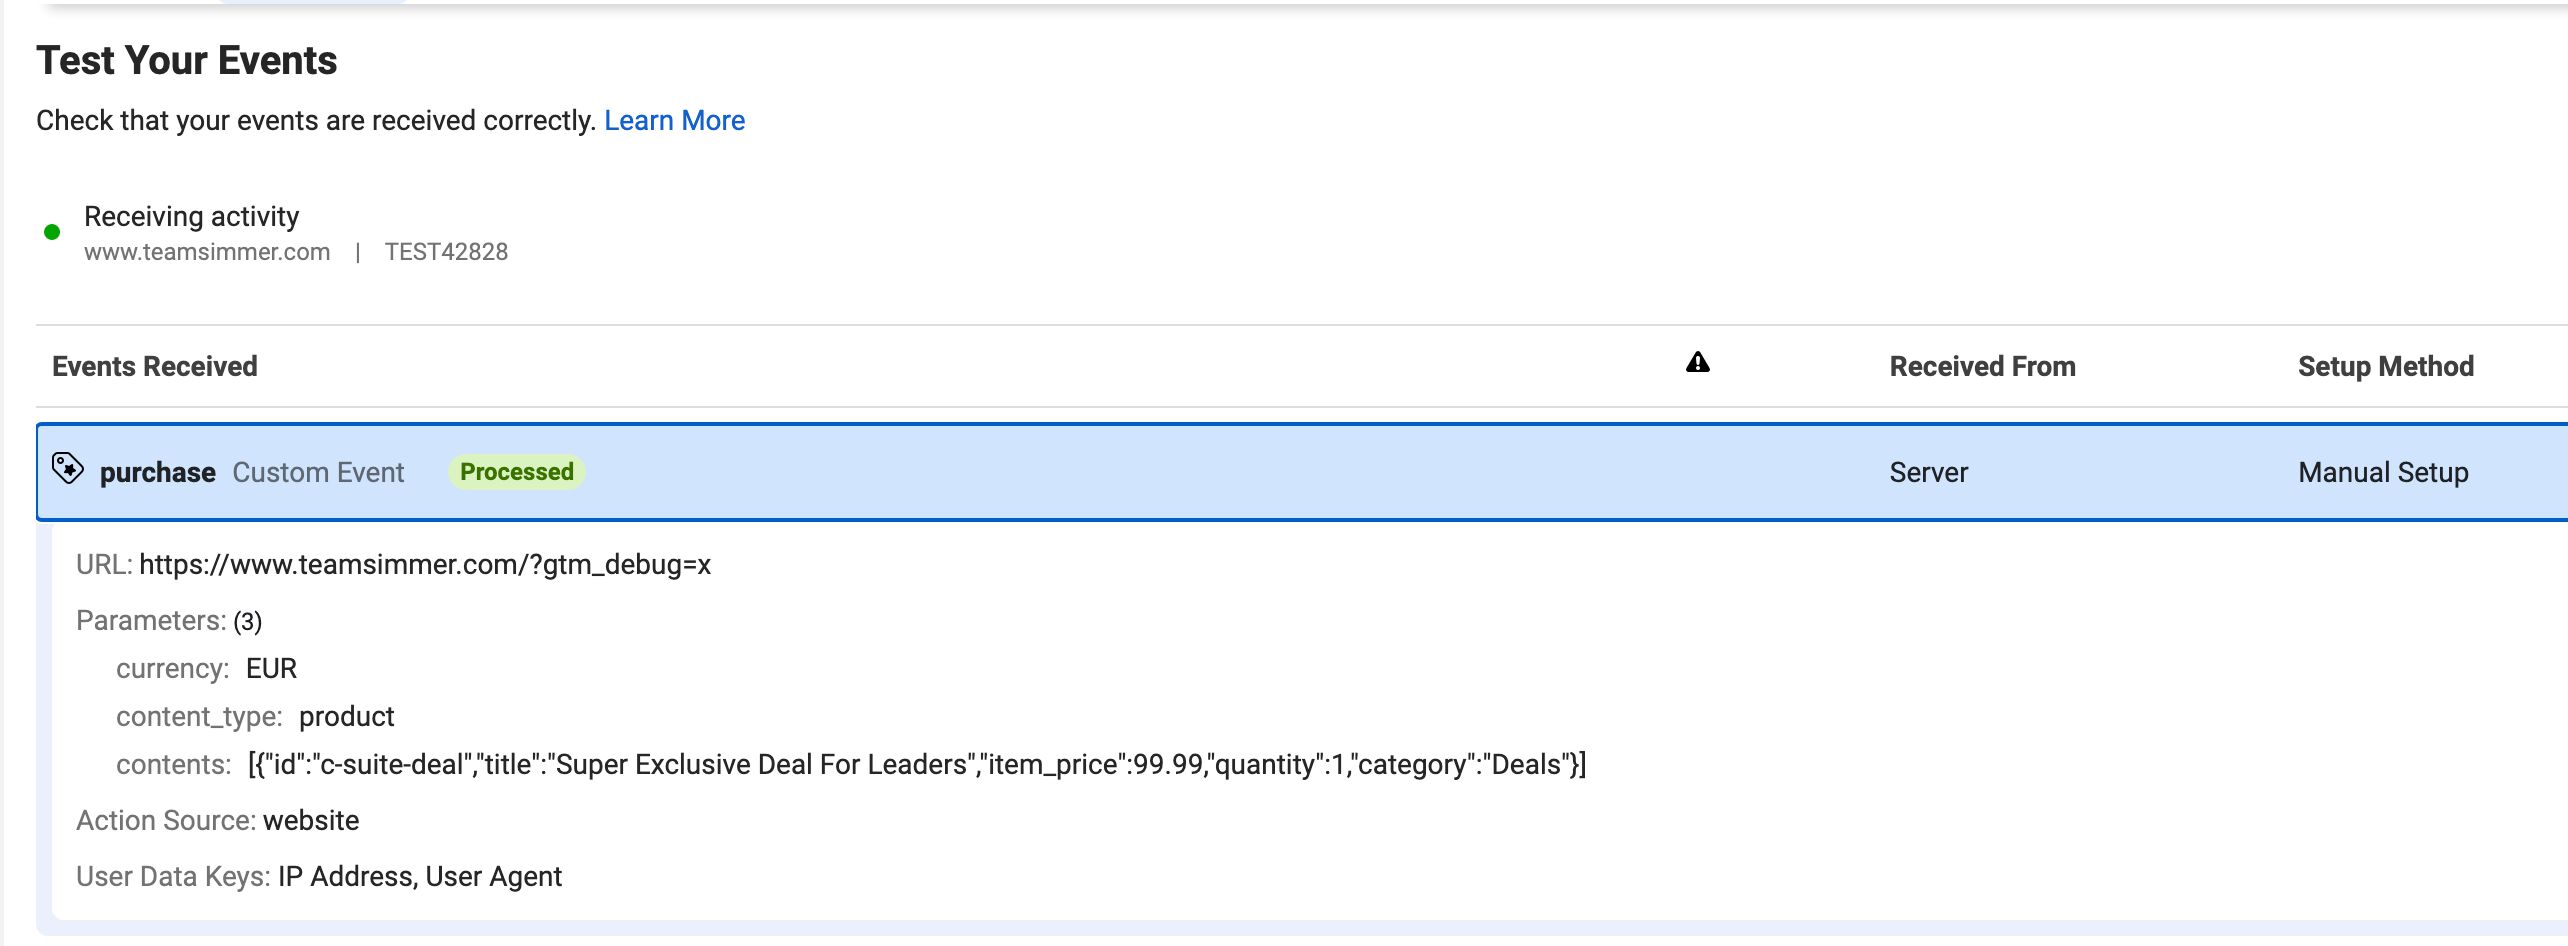 Test Your Events
Check that your events are received correctly. Learn More
Receiving activity
www.teamsimmer.com | TEST42828
Events Received Received From Setup Method
purchase Custom Event Processed Server Manual Setup
URL: https://www.teamsimmer.com/?gtm_debug=x
Parameters: (3)
currency: EUR
content_type: product
contents: [{"id":"c-suite-deal","title":"Super Exclusive Deal For Leaders","item_price":99.99,"quantity":1,"category":"Deals"}]
Action Source: website
User Data Keys: IP Address, User Agent